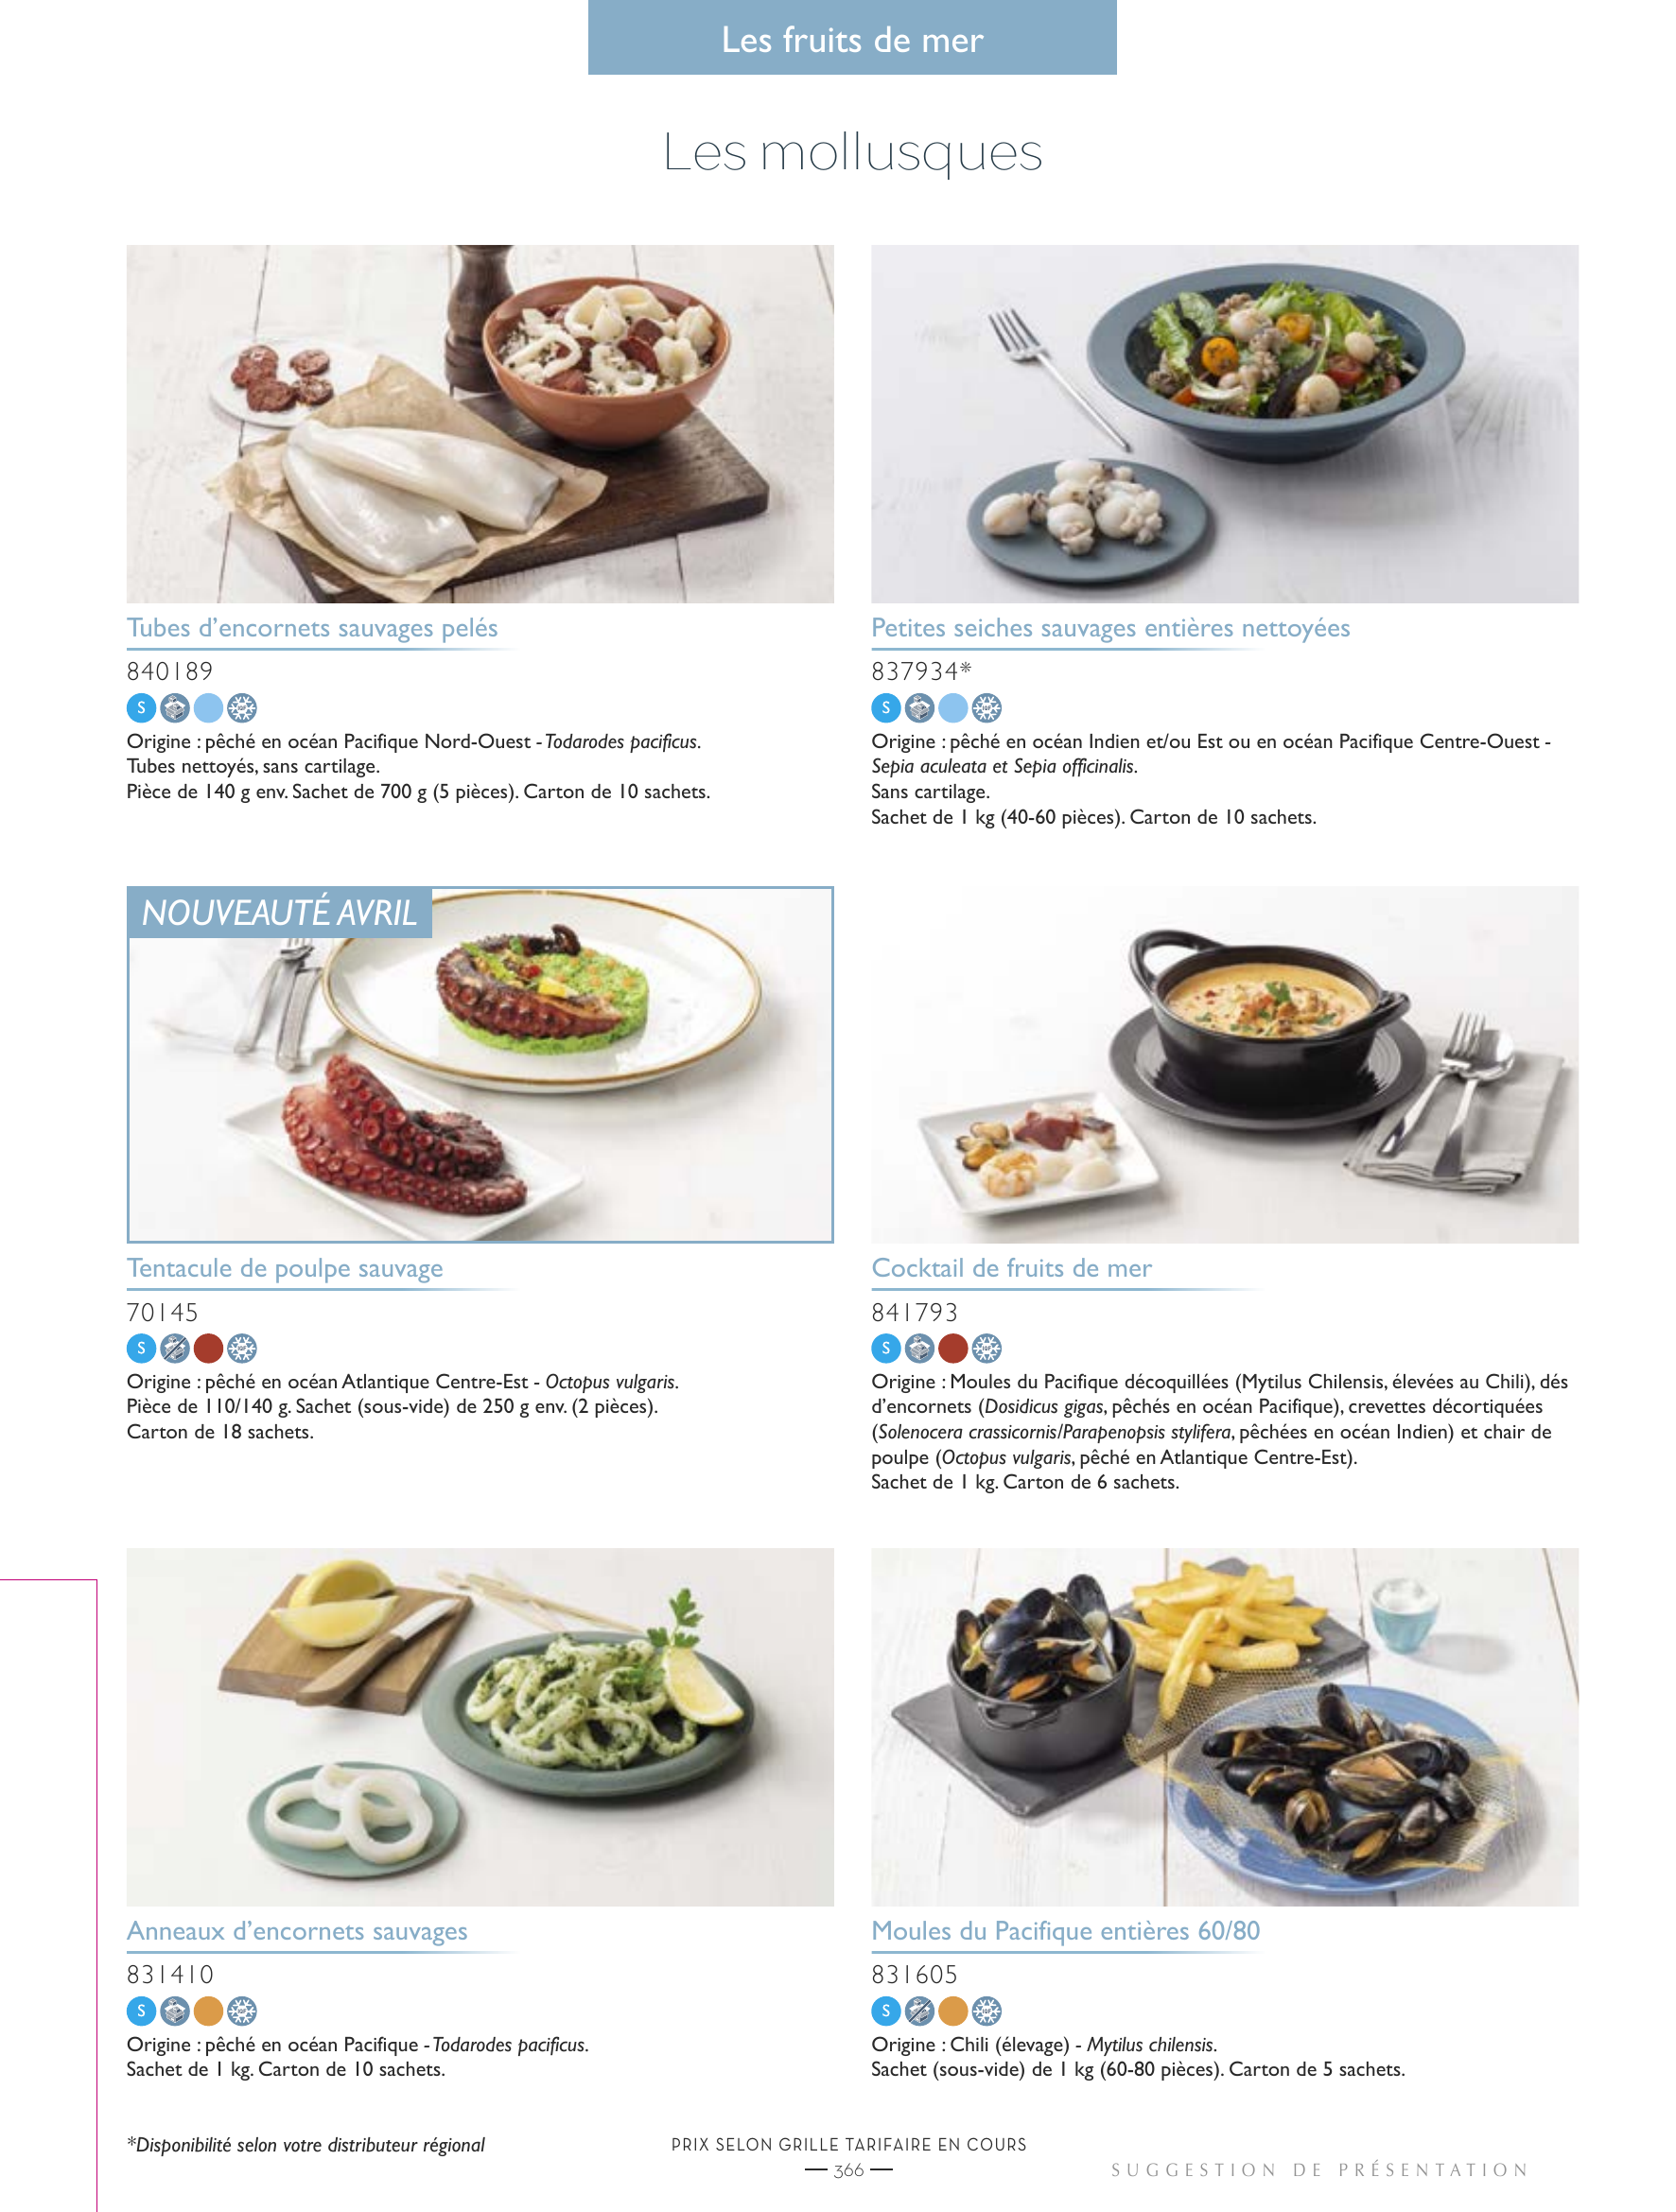 Les fruits de mer
Les mollusques
Tubes d’encornets sauvages pelés
840189
S
Origine : pêché en océan Pacifique Nord-Ouest - Todarodes pacificus.
Tubes nettoyés, sans cartilage.
Pièce de 140 g env. Sachet de 700 g (5 pièces). Carton de 10 sachets.
Petites seiches sauvages entières nettoyées
837934*
S
Origine : pêché en océan Indien et/ou Est ou en océan Pacifique Centre-Ouest -
Sepia aculeata et Sepia officinalis.
Sans cartilage.
Sachet de 1 kg (40-60 pièces). Carton de 10 sachets.
NOUVEAUTÉ AVRIL
Tentacule de poulpe sauvage
70145
S
Origine : pêché en océan Atlantique Centre-Est - Octopus vulgaris.
Pièce de 110/140 g. Sachet (sous-vide) de 250 g env. (2 pièces).
Carton de 18 sachets.
Cocktail de fruits de mer
841793
S
Origine : Moules du Pacifique décoquillées (Mytilus Chilensis, élevées au Chili), dés
d’encornets (Dosidicus gigas, pêchés en océan Pacifique), crevettes décortiquées
(Solenocera crassicornis/Parapenopsis stylifera, pêchées en océan Indien) et chair de
poulpe (Octopus vulgaris, pêché en Atlantique Centre-Est).
Sachet de 1 kg. Carton de 6 sachets.
Anneaux d’encornets sauvages
831410
S
Origine : pêché en océan Pacifique - Todarodes pacificus.
Sachet de 1 kg. Carton de 10 sachets.
Moules du Pacifique entières 60/80
831605
S
Origine : Chili (élevage) - Mytilus chilensis.
Sachet (sous-vide) de 1 kg (60-80 pièces). Carton de 5 sachets.
*Disponibilité selon votre distributeur régional
PRIX SELON GRILLE TARIFAIRE EN COURS
366
SUGGESTION DE PRÉSENTATION